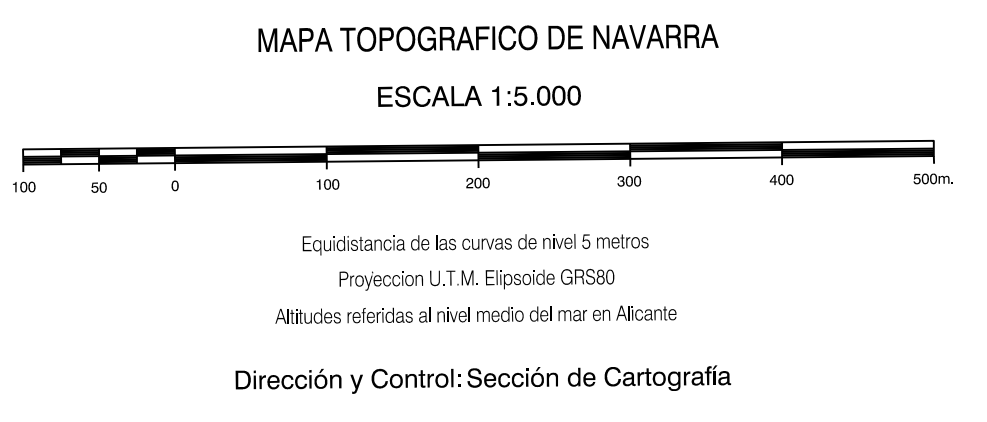 MAPA TOPOGRAFICO DE NAVARRA
ESCALA 1:5.000
100 50 0 100 200 300 400 500m.
Equidistancia de las curvas de nivel 5 metros
Proyeccion U.T.M. Elipsoide GRS80
Altitudes referidas al nivel medio del mar en Alicante
Dirección y Control: Sección de Cartografía